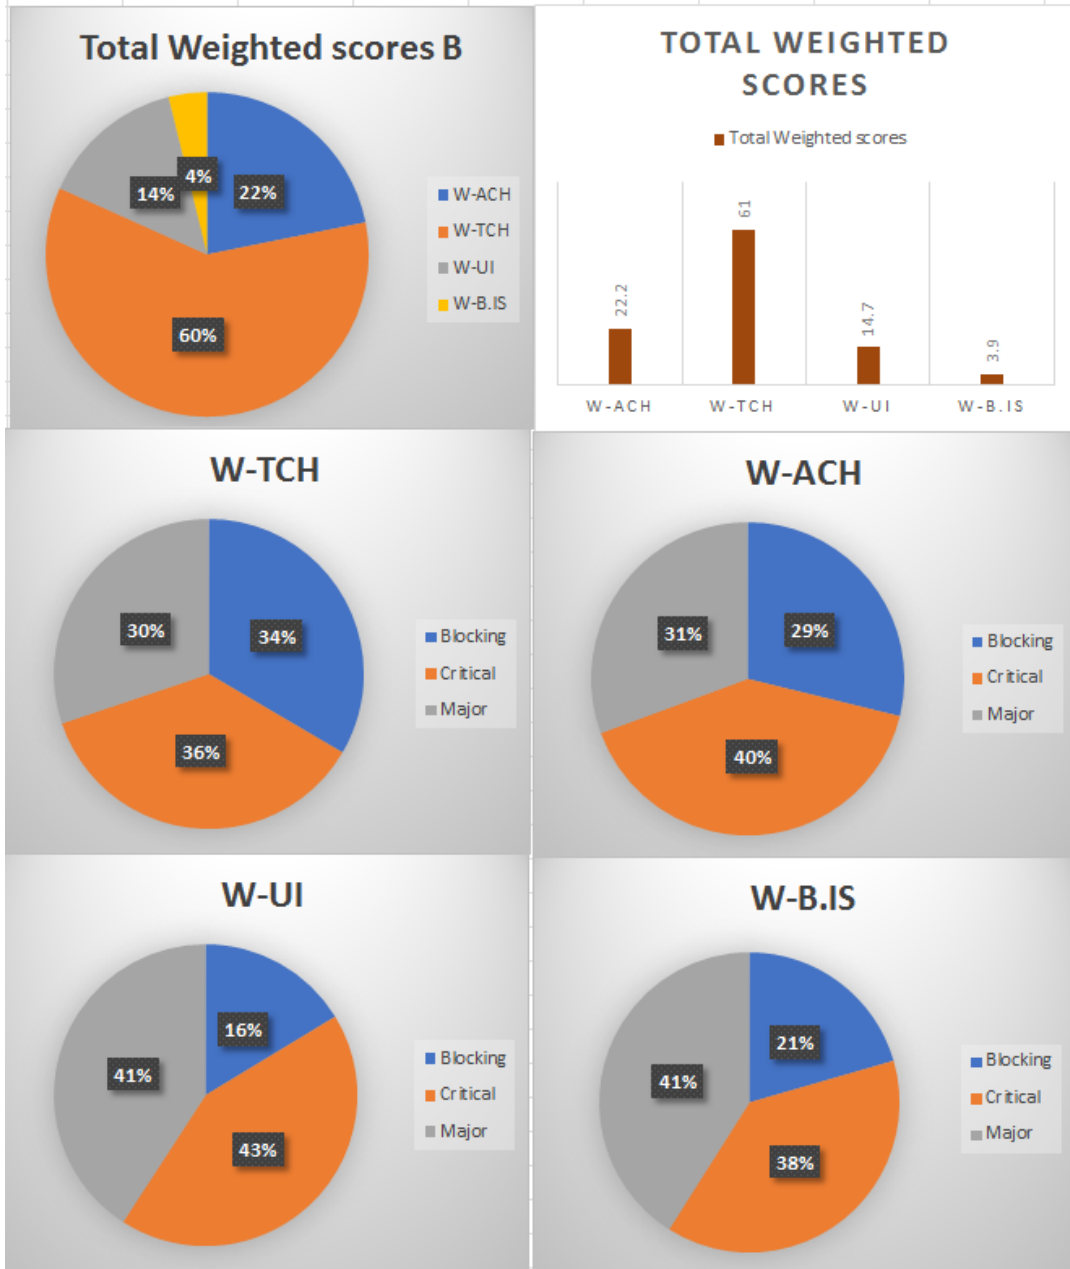 Total Weighted scores B
4%
14%
22%
60%
W-ACH
W-TCH
W-UI
W-B.IS
TOTAL WEIGHTED
SCORES
Total Weighted scores
22.2
61
14.7
3.9
W-ACH
W-TCH
W-UI
W-B.IS
W-TCH
30%
34%
36%
Blocking
Critical
Major
W-ACH
31%
29%
40%
Blocking
Critical
Major
W-UI
16%
41%
43%
Blocking
Critical
Major
W-B.IS
21%
41%
38%
Blocking
Critical
Major